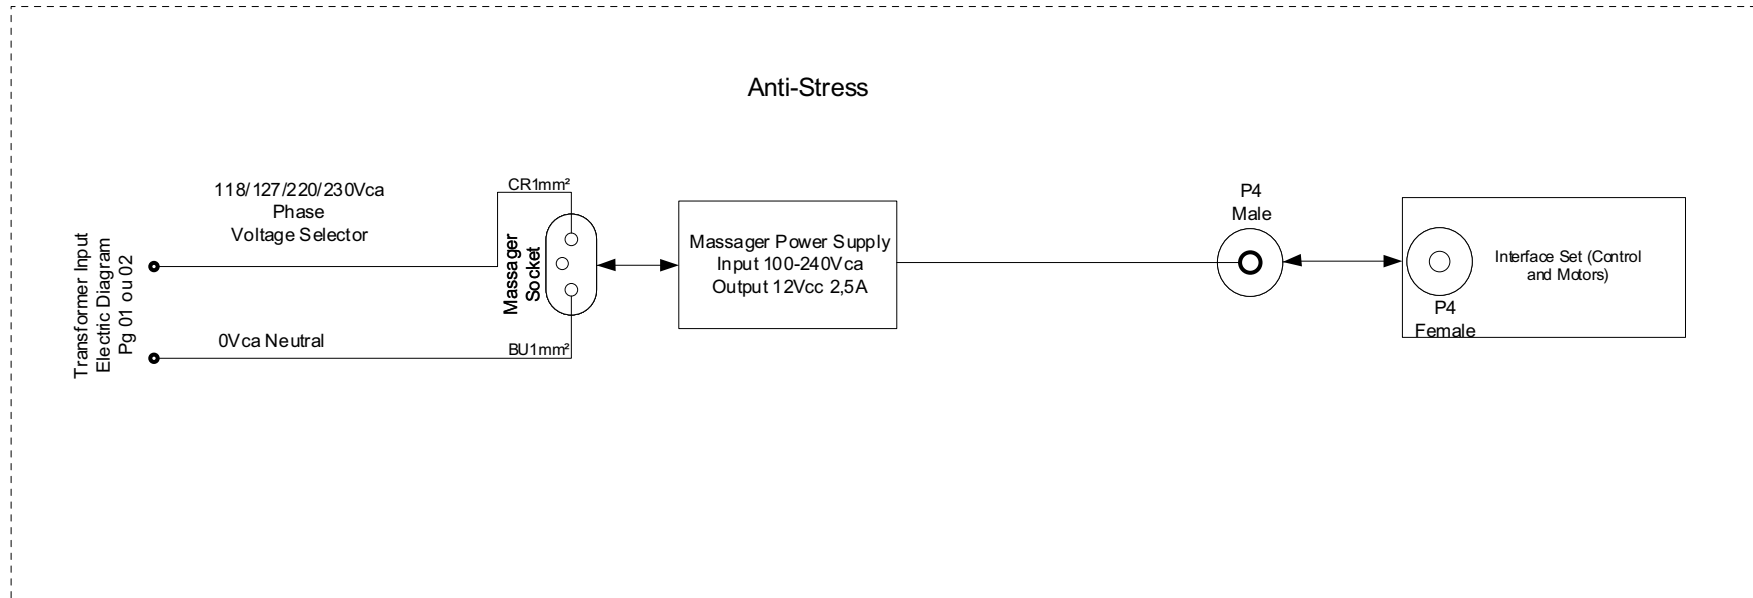 Anti-Stress
Transformer Input
Electric Diagram
Pg 01 ou 02
118/127/220/230Vca
Phase
Voltage Selector
0Vca Neutral
CR1mm²
BU1mm²
Massager
Socket
Massager Power Supply
Input 100-240Vca
Output 12Vcc 2,5A
P4
Male
P4
Female
Interface Set (Control
and Motors)